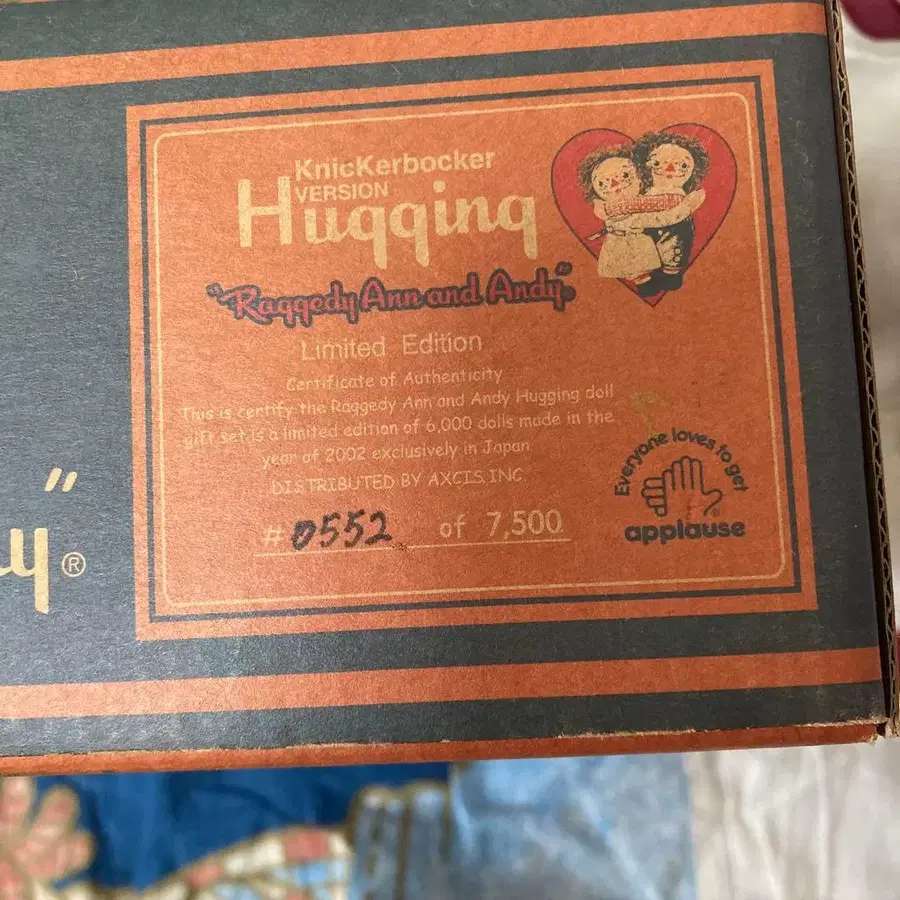 KnicKerbocker
VERSION
Hugging
"Raggedy Ann and Andy"
Limited Edition
Certificate of Authenticity
This is certify the Raggedy Ann and Andy Hugging doll
gift set is a limited edition of 6,000 dolls made in the
year of 2002 exclusively in Japan
DISTRIBUTED BY AXCIS.INC
# 0552 of 7,500
Everyone loves to get
applause
y"®